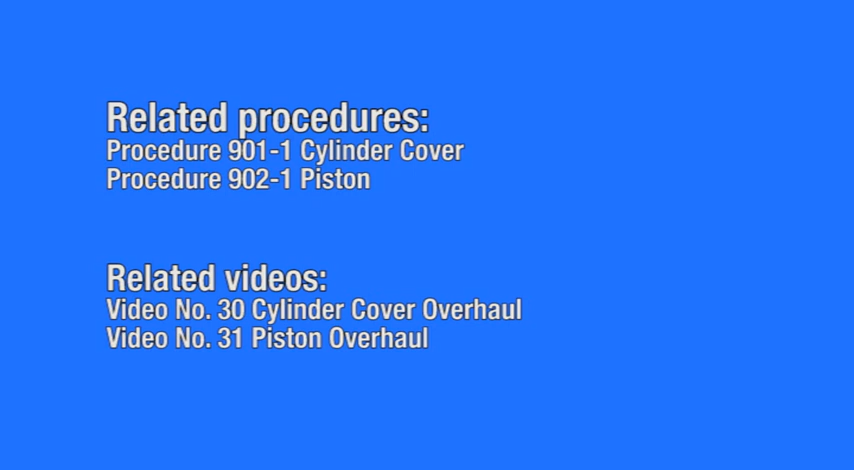 Related procedures:
Procedure 901-1 Cylinder Cover
Procedure 902-1 Piston
Related videos:
Video No. 30 Cylinder Cover Overhaul
Video No. 31 Piston Overhaul